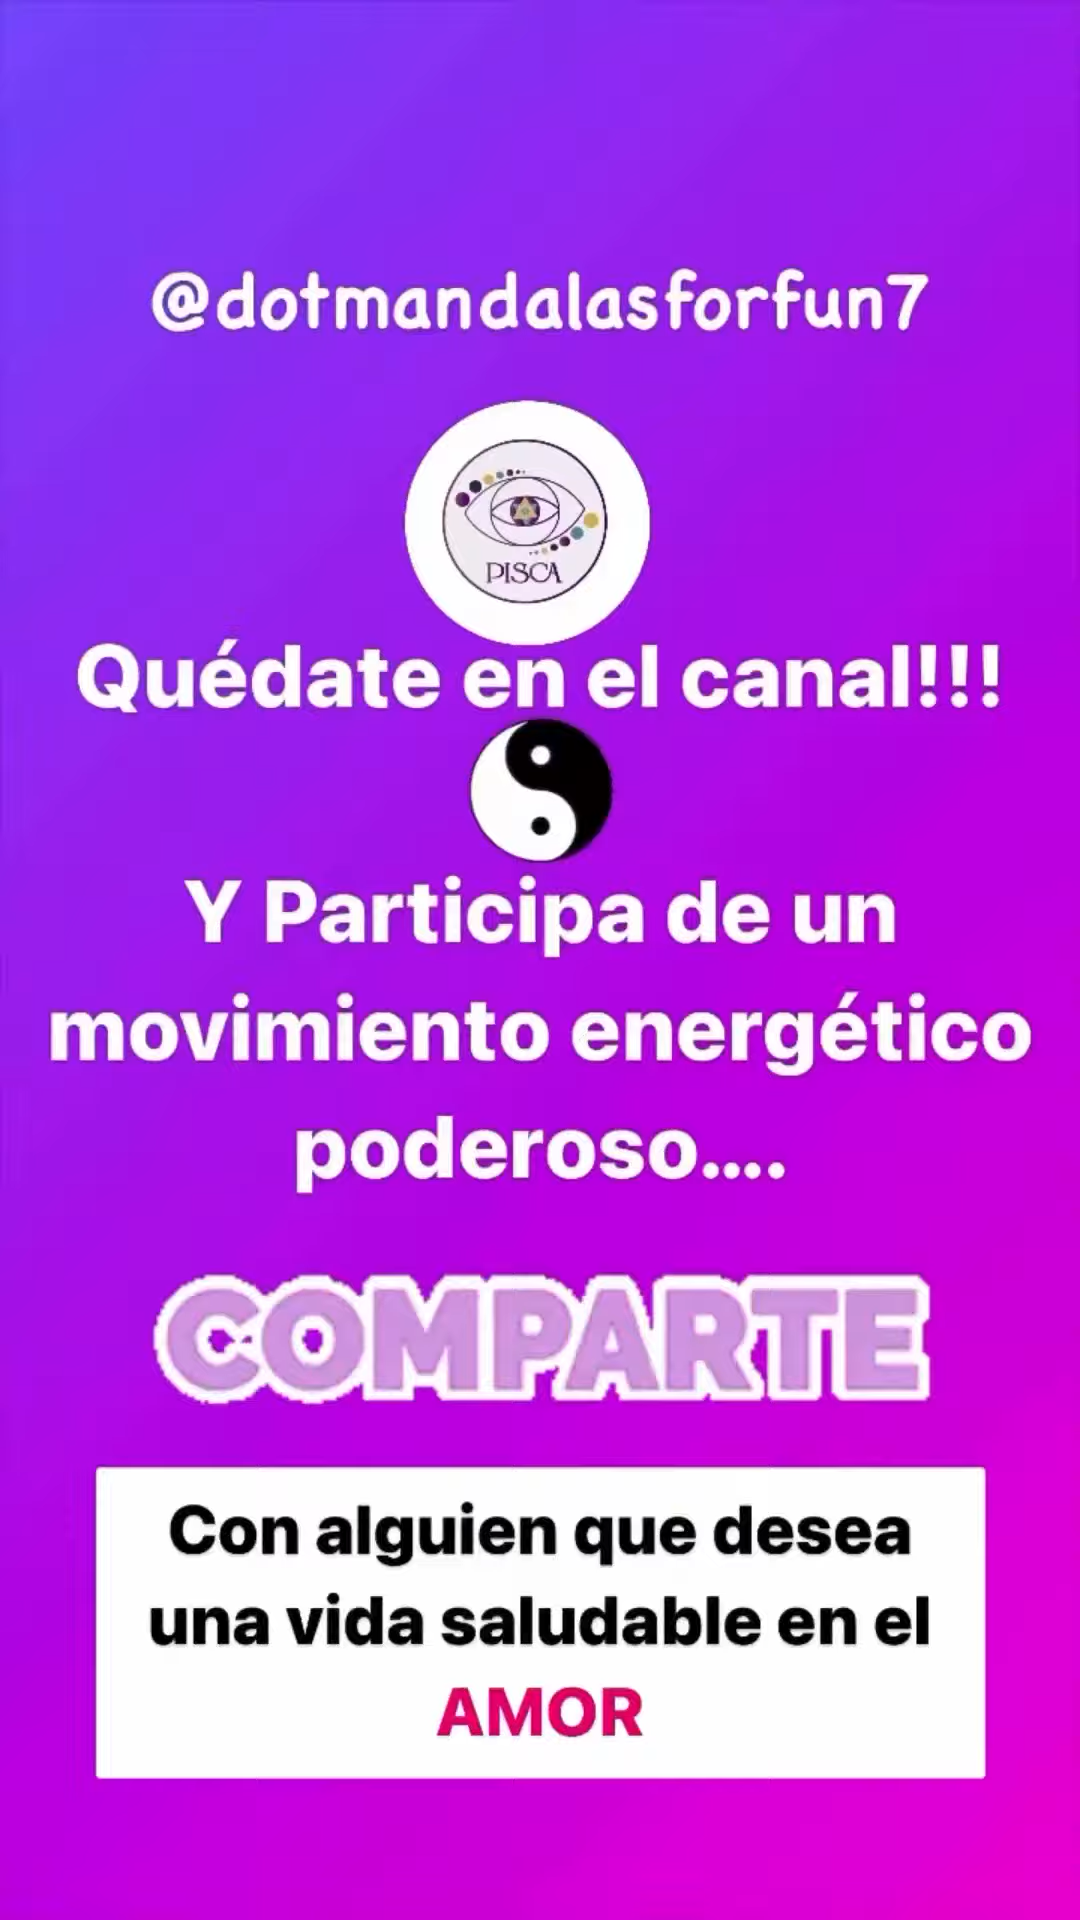 @dotmandalasforfun7
PISCA
Quédate en el canal!!!
Y Participa de un
movimiento energético
poderoso....
COMPARTE
Con alguien que desea
una vida saludable en el
AMOR